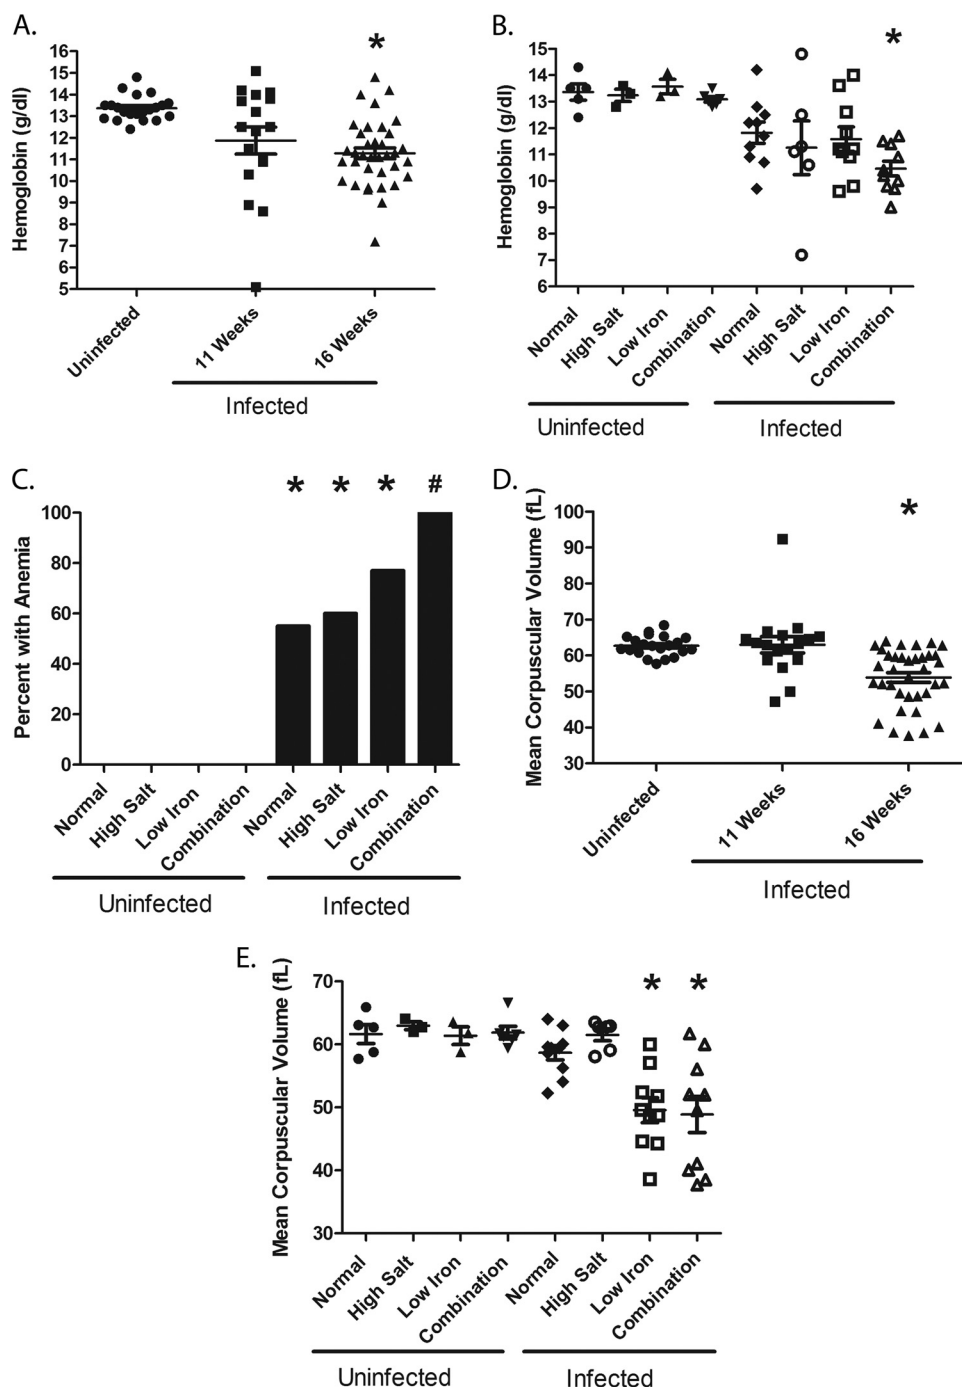 A.
*
Hemoglobin (g/dl)
16
15
14
13
12
11
10
9
8
7
6
5
Uninfected
11 Weeks
16 Weeks
Infected
B.
*
Hemoglobin (g/dl)
15
14
13
12
11
10
9
8
7
6
Normal
High Salt
Low Iron
Combination
Normal
High Salt
Low Iron
Combination
Uninfected
Infected
C.
* * * #
Percent with Anemia
100
80
60
40
20
0
Normal
High Salt
Low Iron
Combination
Normal
High Salt
Low Iron
Combination
Uninfected
Infected
D.
*
Mean Corpuscular Volume (fL)
100
90
80
70
60
50
40
30
Uninfected
11 Weeks
16 Weeks
Infected
E.
* *
Mean Corpuscular Volume (fL)
70
60
50
40
30
Normal
High Salt
Low Iron
Combination
Normal
High Salt
Low Iron
Combination
Uninfected
Infected